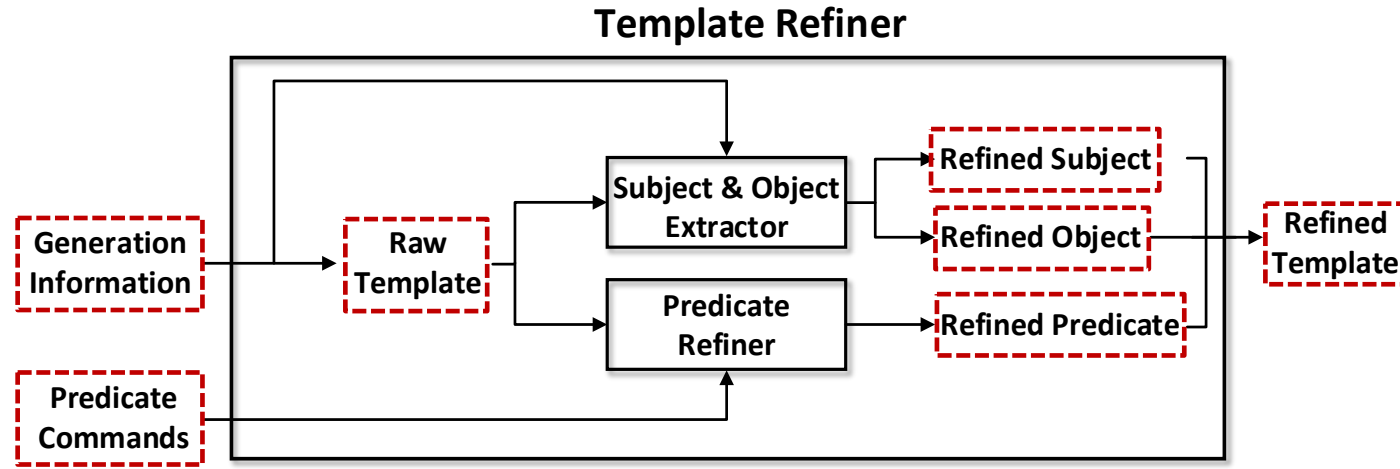 Template Refiner
Generation
Information
Predicate
Commands
Raw
Template
Subject & Object
Extractor
Predicate
Refiner
Refined Subject
Refined Object
Refined Predicate
Refined
Template